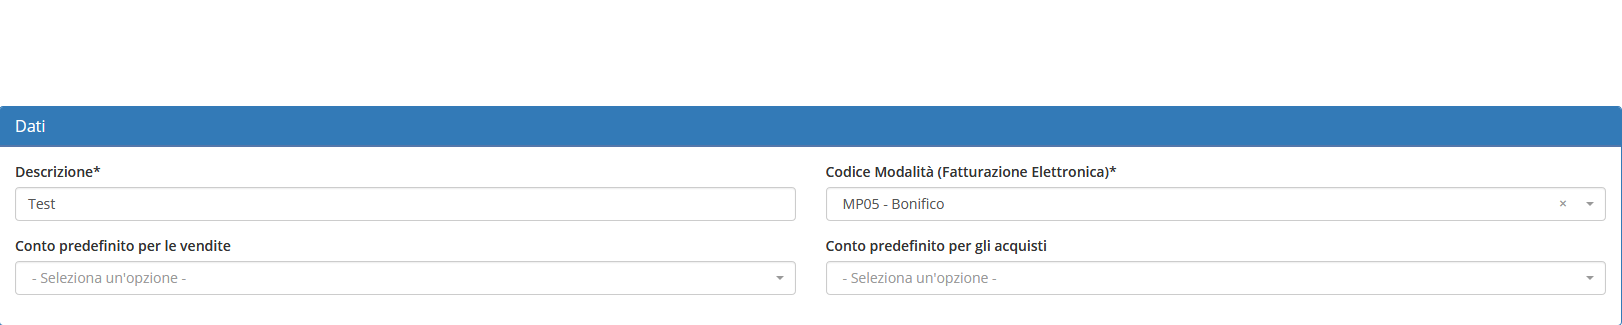 Dati
Descrizione* Codice Modalità (Fatturazione Elettronica)*
Test MP05 - Bonifico ×
Conto predefinito per le vendite Conto predefinito per gli acquisti
- Seleziona un'opzione - - Seleziona un'opzione -